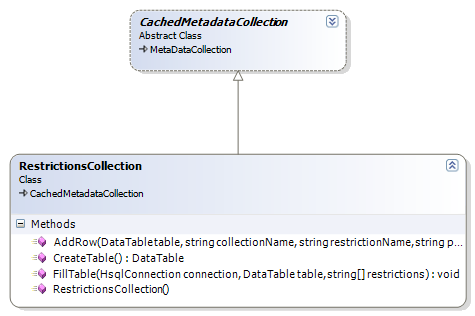 CachedMetadataCollection
Abstract Class
MetaDataCollection
RestrictionsCollection
Class
CachedMetadataCollection
Methods
AddRow(DataTable table, string collectionName, string restrictionName, string p...
CreateTable() : DataTable
FillTable(HsqlConnection connection, DataTable table, string[] restrictions) : void
RestrictionsCollection()